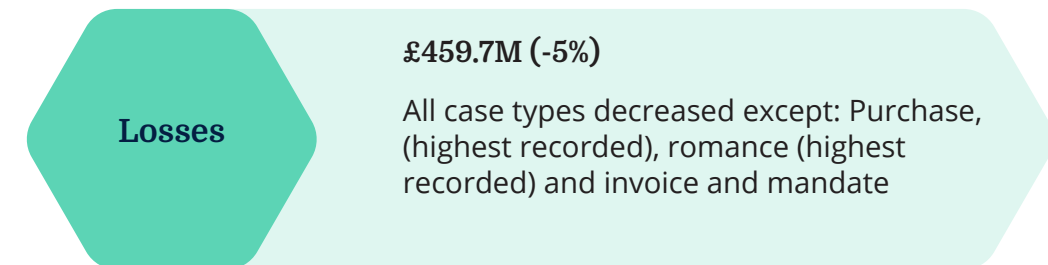 Losses
£459.7M (-5%)
All case types decreased except: Purchase,
(highest recorded), romance (highest
recorded) and invoice and mandate